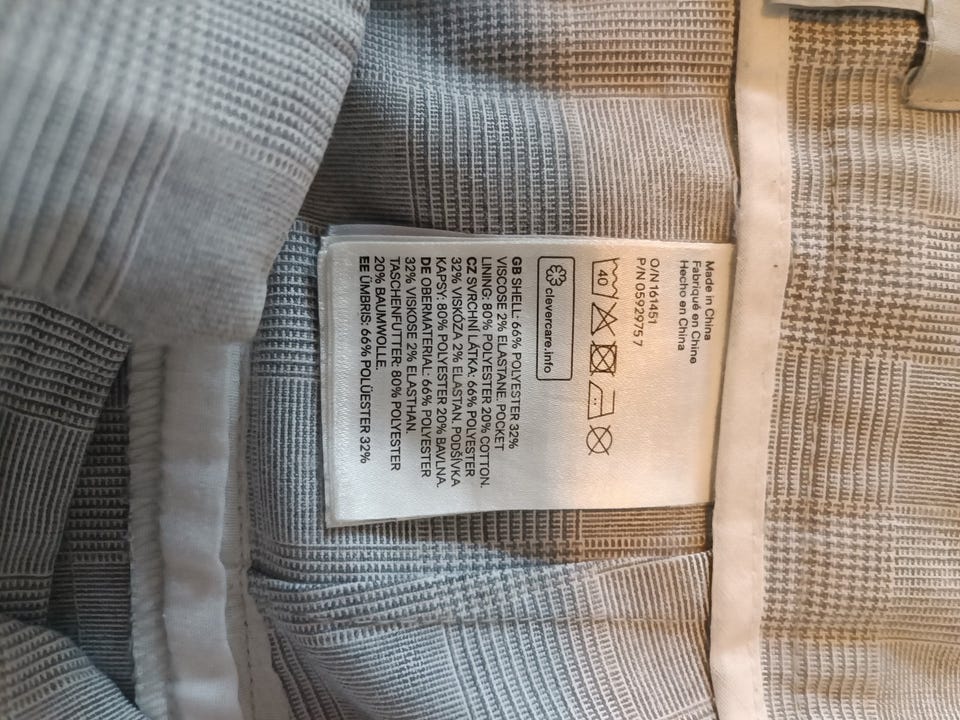 Made in China
Fabriqué en Chine
Hecho en China
O/N 161451
P/N 0592975 7
40
clevercare.info
GB SHELL: 66% POLYESTER 32%
VISCOSE 2% ELASTANE. POCKET
LINING: 80% POLYESTER 20% COTTON.
CZ SVRCHNÍ LÁTKA: 66% POLYESTER
32% VISKÓZA 2% ELASTAN. PODŠÍVKA
KAPSY: 80% POLYESTER 20% BAVLNA.
DE OBERMATERIAL: 66% POLYESTER
32% VISKOSE 2% ELASTHAN.
TASCHENFUTTER: 80% POLYESTER
20% BAUMWOLLE.
EE ÜMBRIS: 66% POLÜESTER 32%